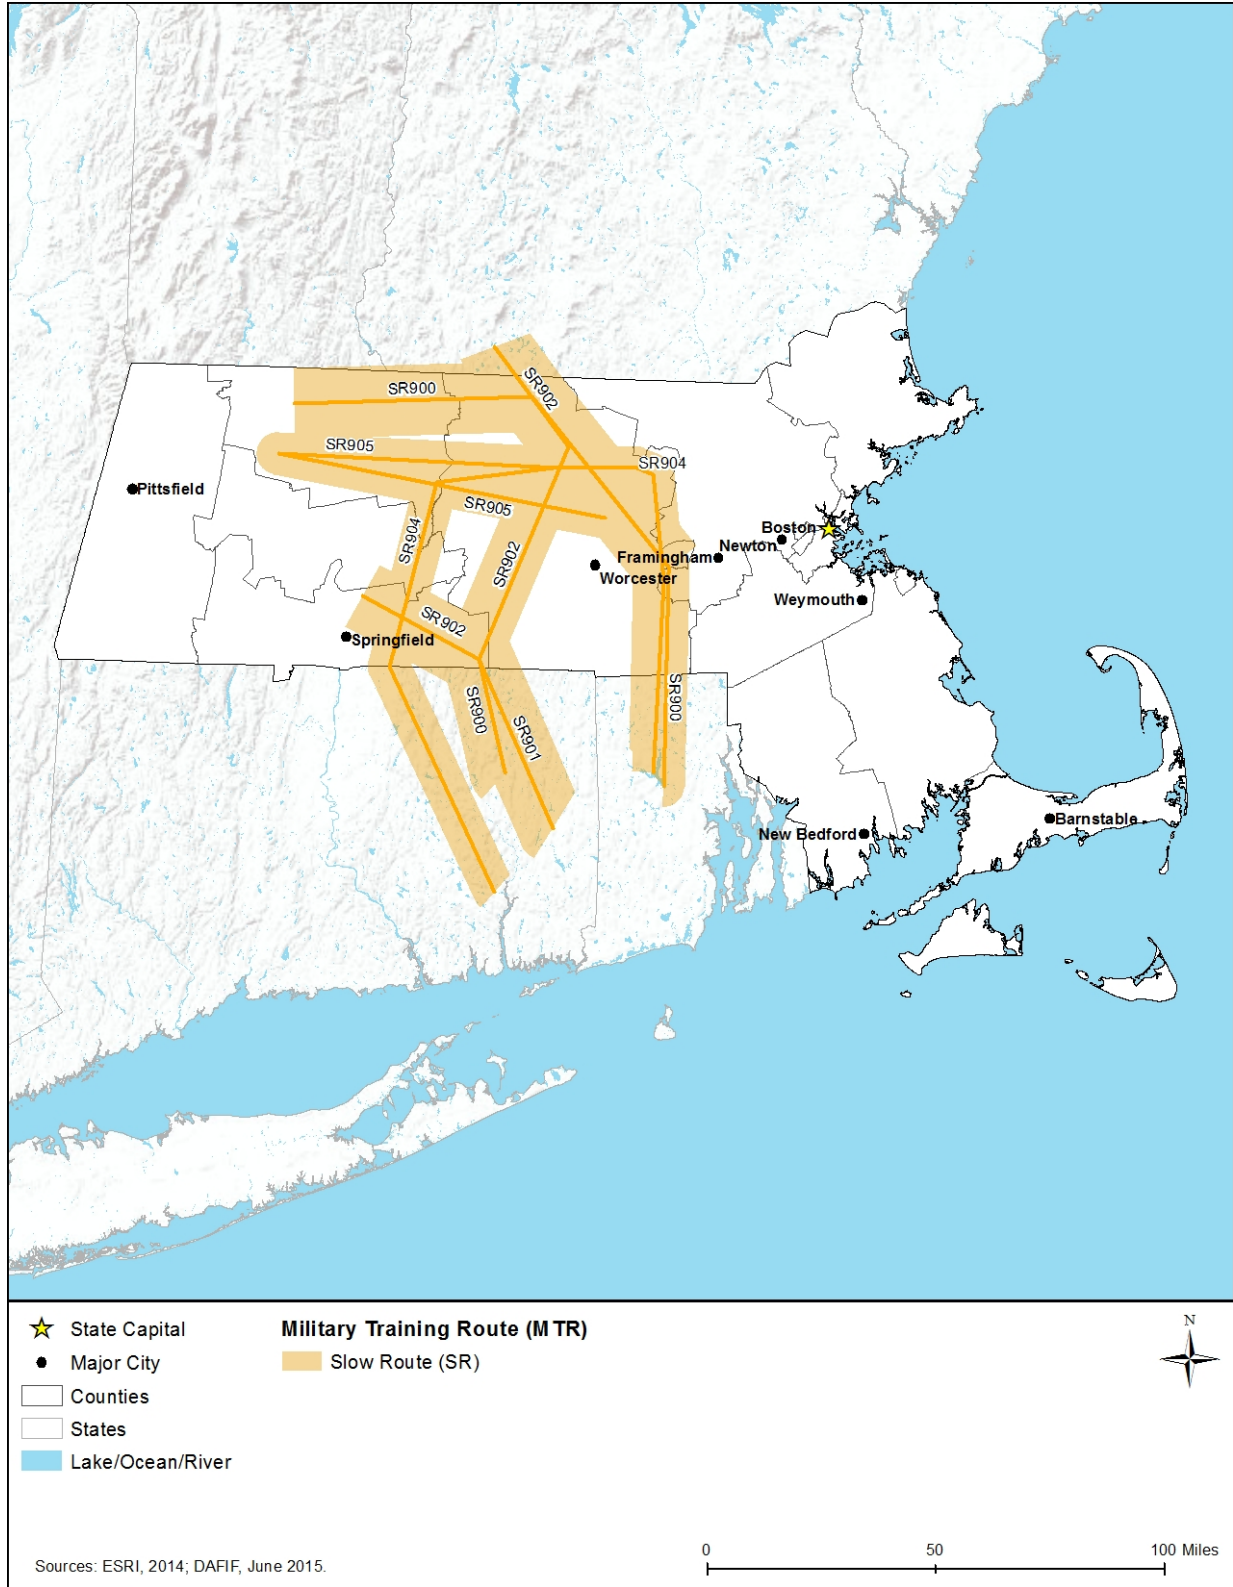 SR902
SR900
SR905
SR904
Pittsfield
SR905
Boston
SR904
Newton
Framingham
SR902
Worcester
Weymouth
SR902
Springfield
SR900
SR900
SR901
Barnstable
New Bedford
State Capital
Major City
Counties
States
Lake/Ocean/River
Military Training Route (MTR)
Slow Route (SR)
N
0 50 100 Miles
Sources: ESRI, 2014; DAFIF, June 2015.